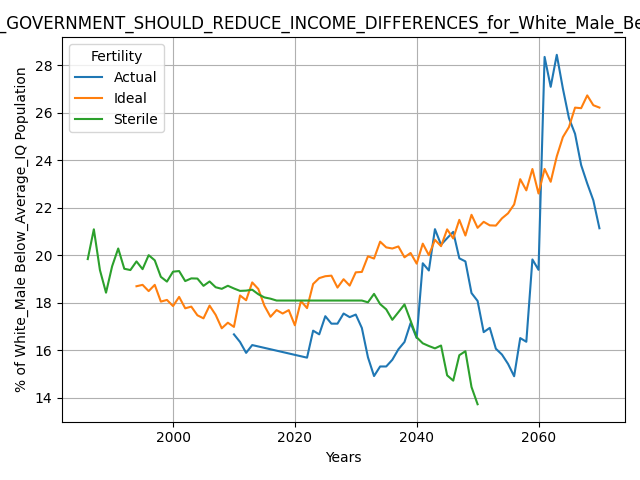 _GOVERNMENT_SHOULD_REDUCE_INCOME_DIFFERENCES_for_White_Male_Be
Fertility
Actual
Ideal
Sterile
% of White_Male Below_Average_IQ Population
28
26
24
22
20
18
16
14
2000
2020
2040
2060
Years